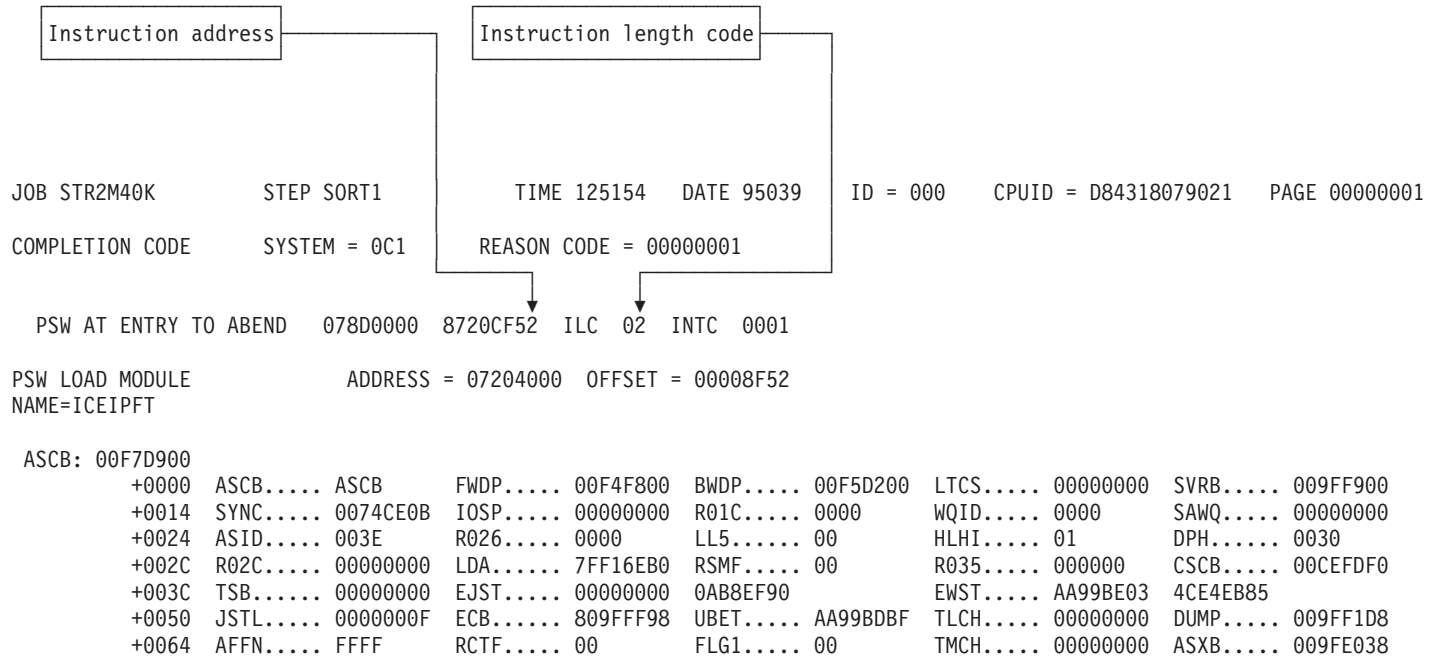 Instruction address Instruction length code
JOB STR2M40K STEP SORT1 TIME 125154 DATE 95039 ID = 000 CPUID = D84318079021 PAGE 00000001
COMPLETION CODE SYSTEM = 0C1 REASON CODE = 00000001
PSW AT ENTRY TO ABEND 078D0000 8720CF52 ILC 02 INTC 0001
PSW LOAD MODULE ADDRESS = 07204000 OFFSET = 00008F52
NAME=ICEIPFT
ASCB: 00F7D900
+0000 ASCB..... ASCB FWDP..... 00F4F800 BWDP..... 00F5D200 LTCS..... 00000000 SVRB..... 009FF900
+0014 SYNC..... 0074CE0B IOSP..... 00000000 R01C..... 0000 WQID..... 0000 SAWQ..... 00000000
+0024 ASID..... 003E R026..... 0000 LL5...... 00 HLHI..... 01 DPH...... 0030
+002C R02C..... 00000000 LDA...... 7FF16EB0 RSMF..... 00 R035..... 000000 CSCB..... 00CEFDF0
+003C TSB...... 00000000 EJST..... 00000000 0AB8EF90 EWST..... AA99BE03 4CE4EB85
+0050 JSTL..... 0000000F ECB...... 809FFF98 UBET..... AA99BDBF TLCH..... 00000000 DUMP..... 009FF1D8
+0064 AFFN..... FFFF RCTF..... 00 FLG1..... 00 TMCH..... 00000000 ASXB..... 009FE038